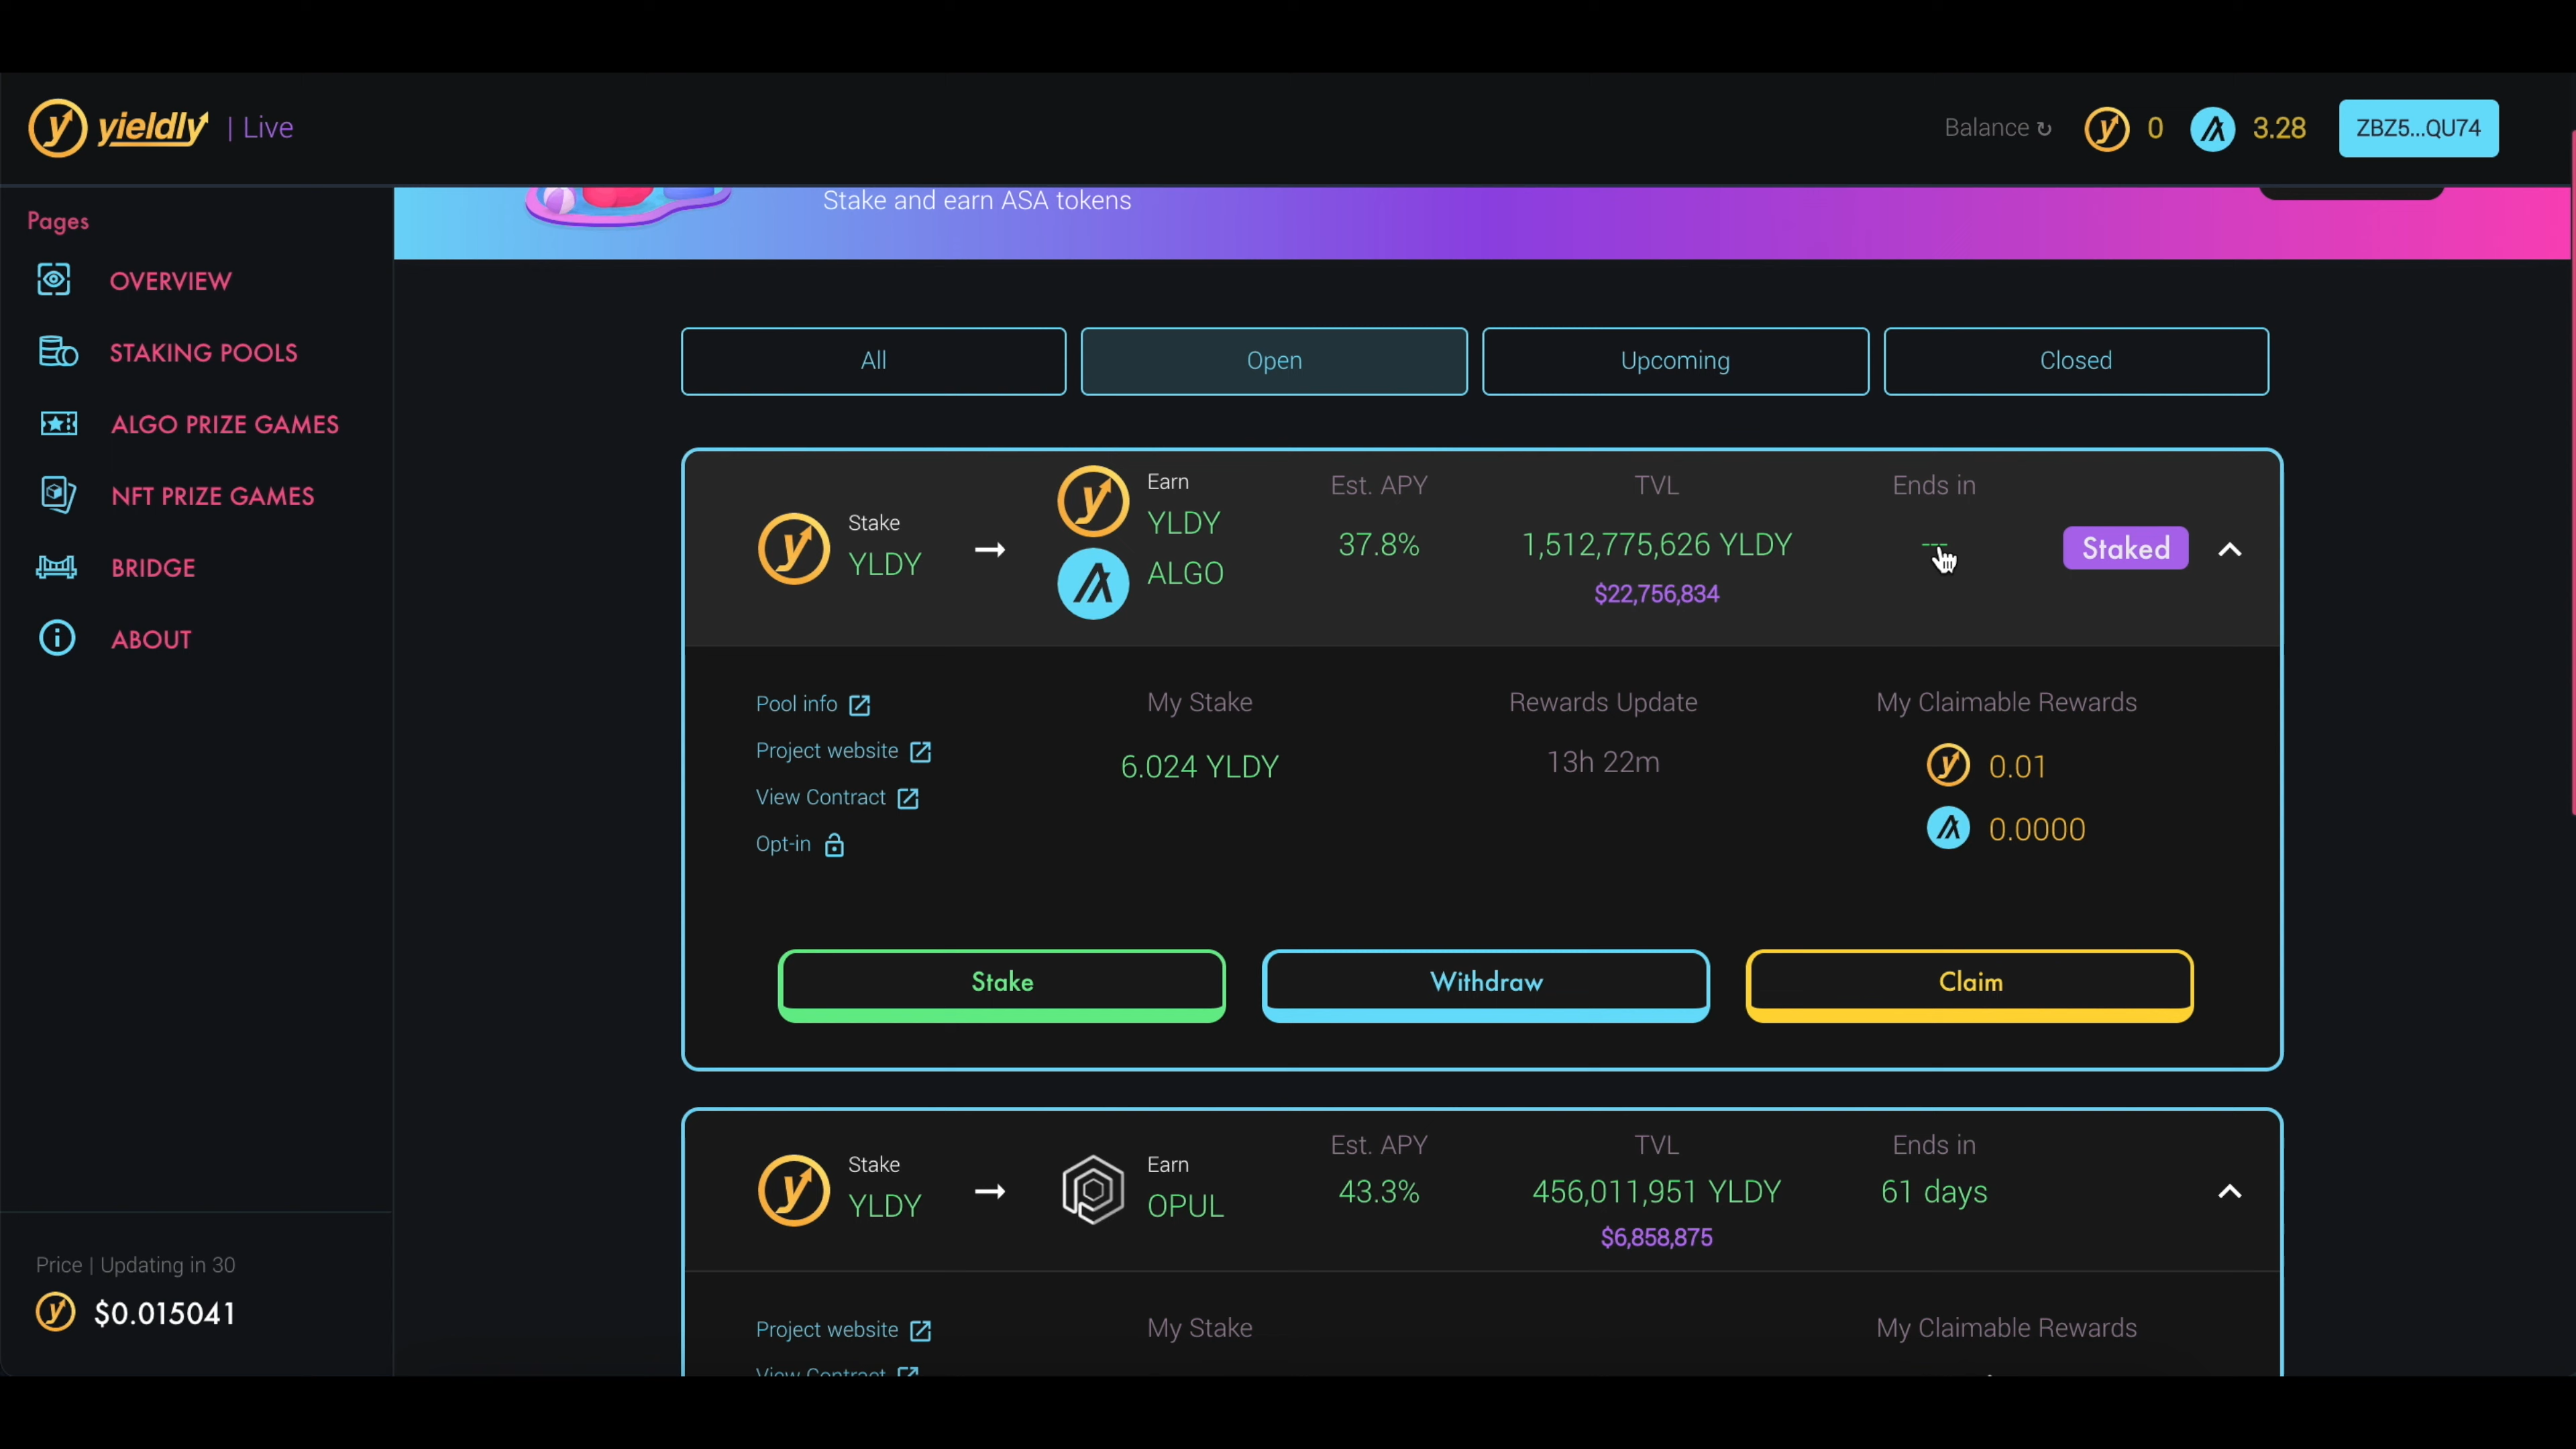 yieldly | Live
Balance ↻ 0 3.28 ZBZ5...QU74
Pages
OVERVIEW
STAKING POOLS
ALGO PRIZE GAMES
NFT PRIZE GAMES
BRIDGE
ABOUT
Price | Updating in 30
$0.015041
Stake and earn ASA tokens
All Open Upcoming Closed
Stake
YLDY
→
Earn
YLDY
ALGO
Est. APY
37.8%
TVL
1,512,775,626 YLDY
$22,756,834
Ends in
---
Staked
Pool info
Project website
View Contract
Opt-in
My Stake
6.024 YLDY
Rewards Update
13h 22m
My Claimable Rewards
0.01
0.0000
Stake Withdraw Claim
Stake
YLDY
→
Earn
OPUL
Est. APY
43.3%
TVL
456,011,951 YLDY
$6,858,875
Ends in
61 days
Project website
View Contract
My Stake
My Claimable Rewards